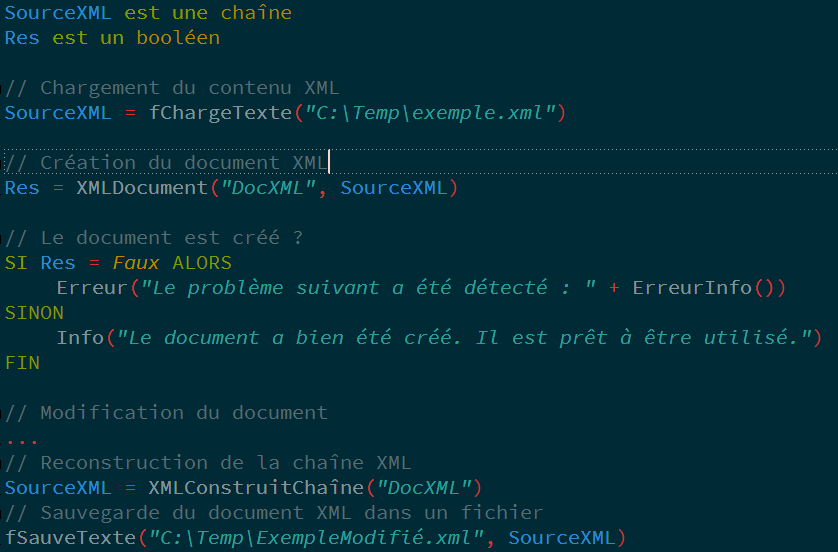 SourceXML est une chaîne
Res est un booléen
// Chargement du contenu XML
SourceXML = fChargeTexte("C:\Temp\exemple.xml")
// Création du document XML
Res = XMLDocument("DocXML", SourceXML)
// Le document est créé ?
SI Res = Faux ALORS
Erreur("Le problème suivant a été détecté : " + ErreurInfo())
SINON
Info("Le document a bien été créé. Il est prêt à être utilisé.")
FIN
// Modification du document
...
// Reconstruction de la chaîne XML
SourceXML = XMLConstruitChaîne("DocXML")
// Sauvegarde du document XML dans un fichier
fSauveTexte("C:\Temp\ExempleModifié.xml", SourceXML)